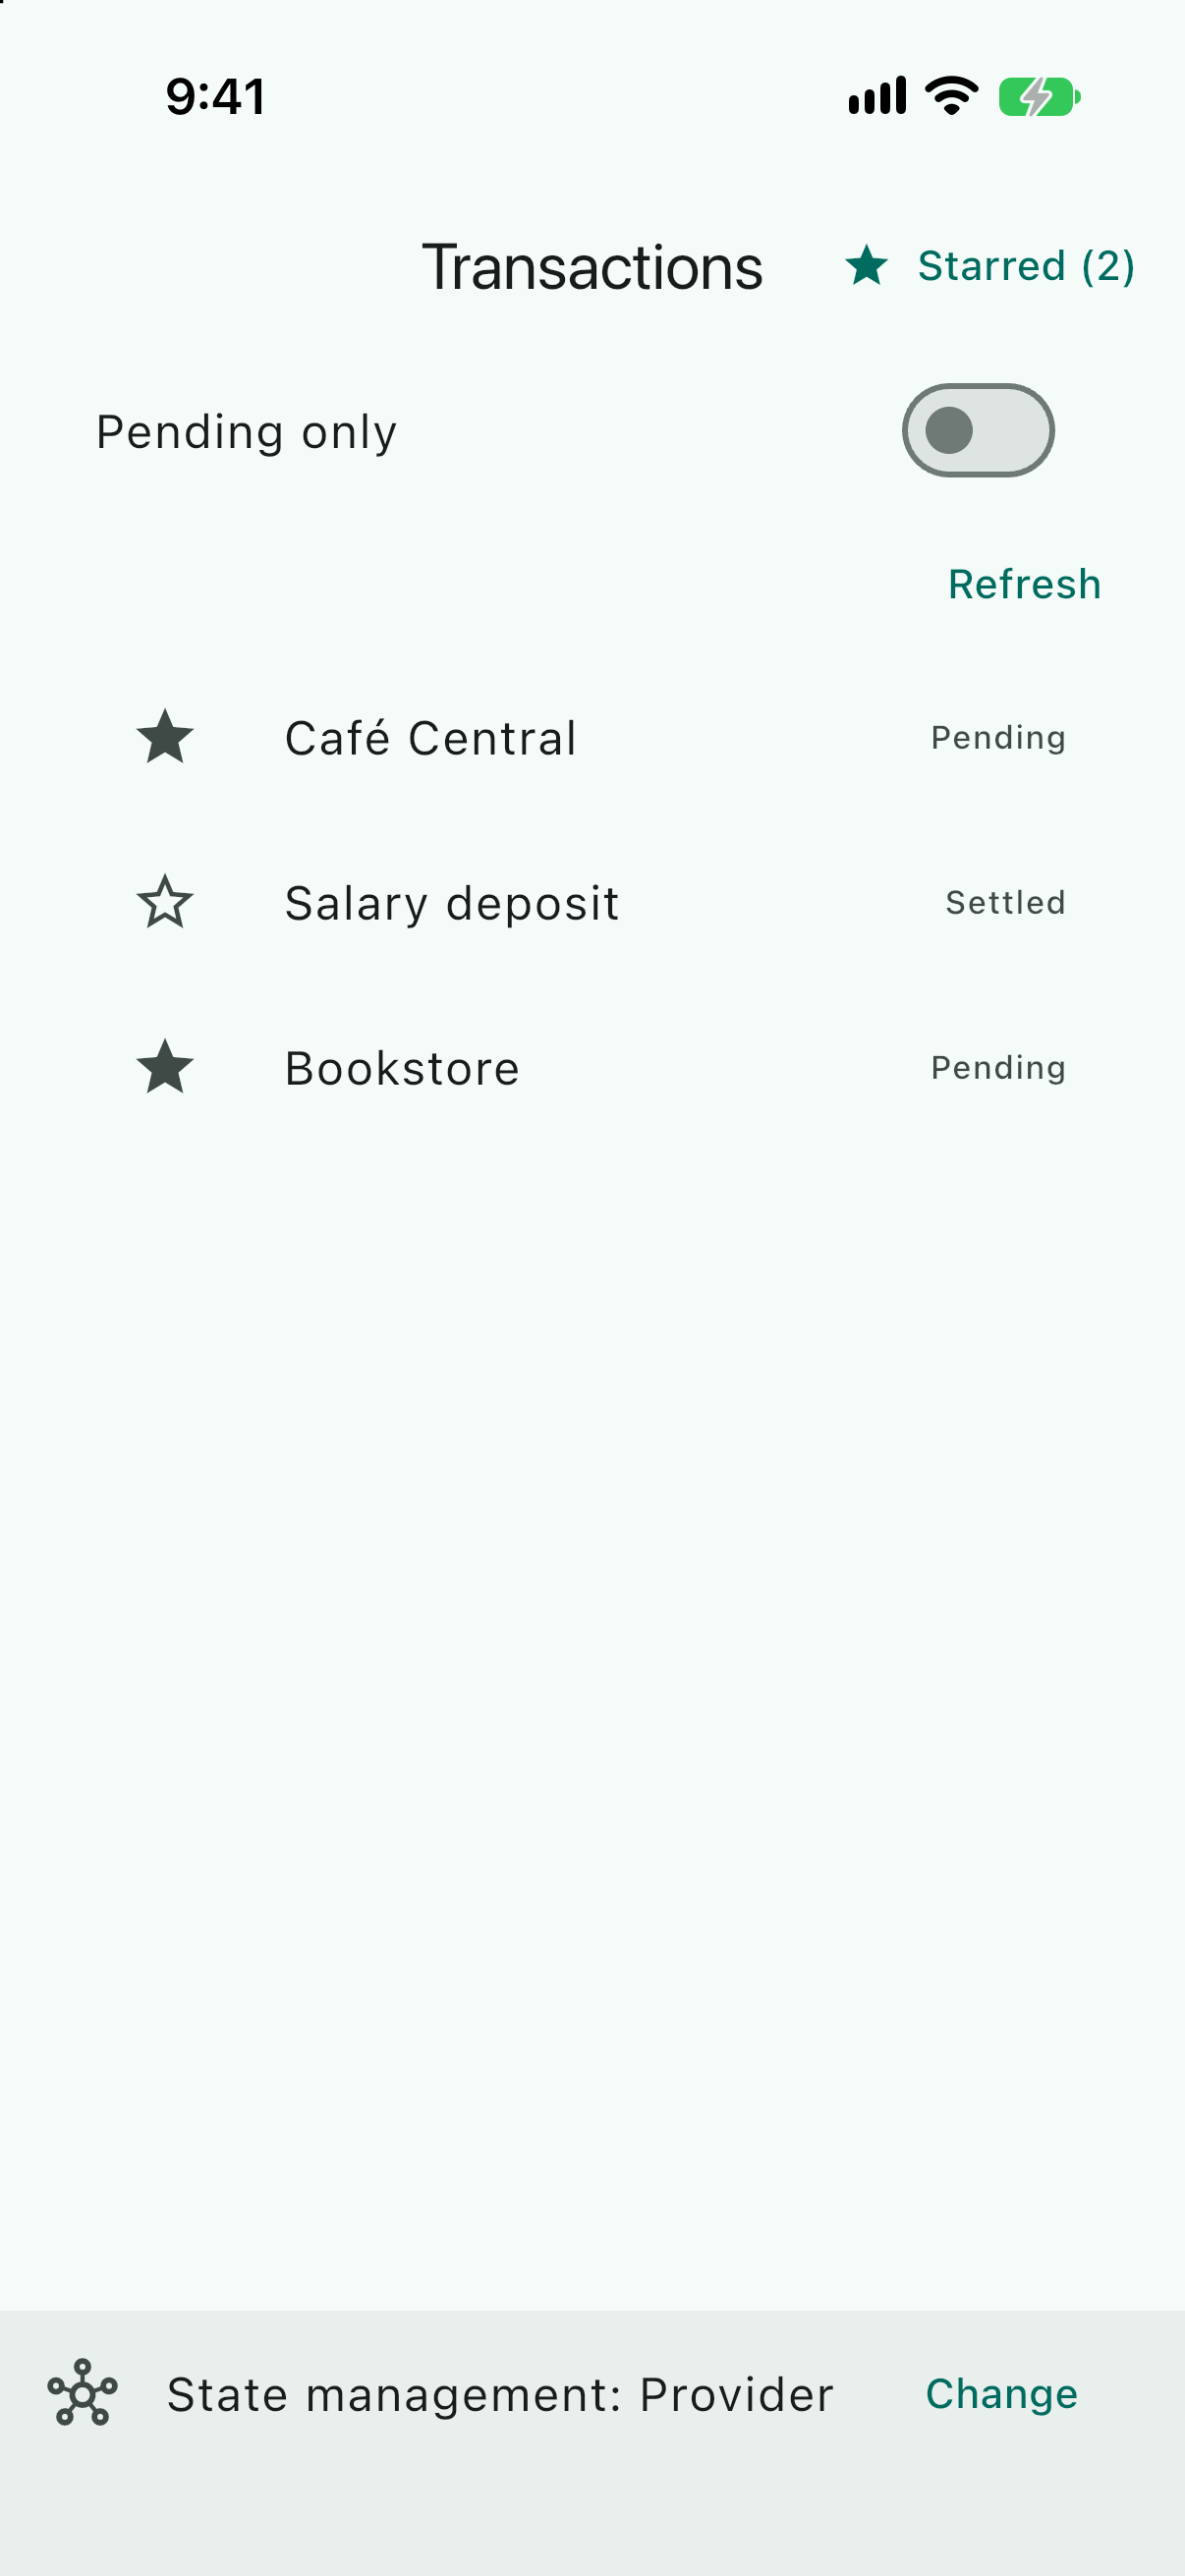 9:41
Transactions
Starred (2)
Pending only
Refresh
Café Central
Pending
Salary deposit
Settled
Bookstore
Pending
State management: Provider
Change